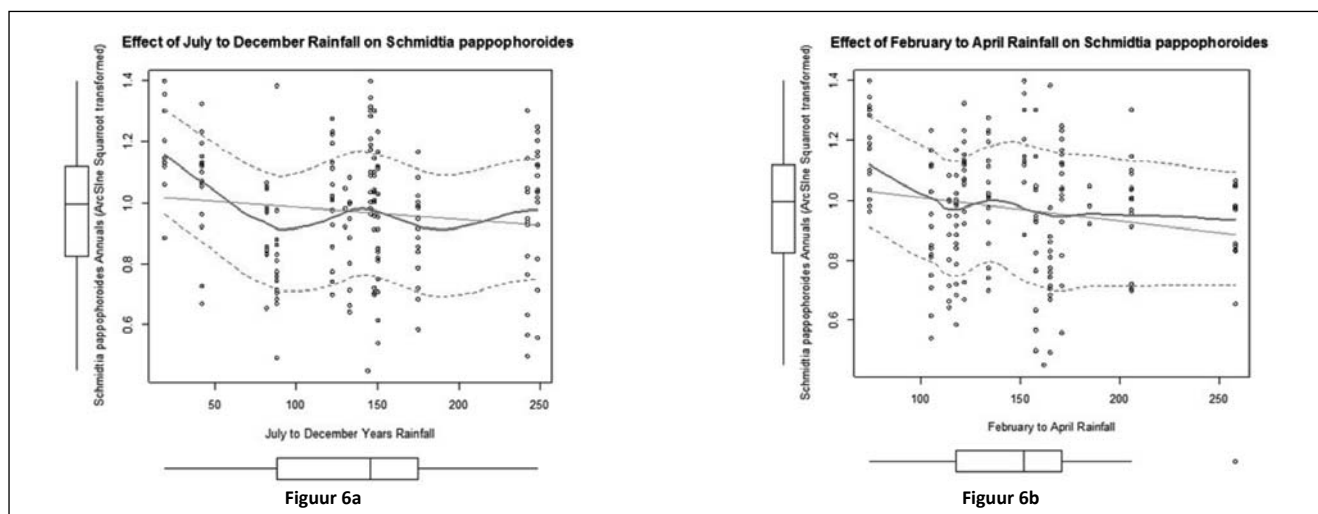 Effect of July to December Rainfall on Schmidtia pappophoroides
Schmidtia pappophoroides Annuals (ArcSIne Squarroot transformed)
1.4
1.2
1.0
0.8
0.6
50 100 150 200 250
July to December Years Rainfall
Figuur 6a
Effect of February to April Rainfall on Schmidtia pappophoroides
Schmidtia pappophoroides Annuals (ArcSIne Squarroot transformed)
1.4
1.2
1.0
0.8
0.6
100 150 200 250
February to April Rainfall
Figuur 6b